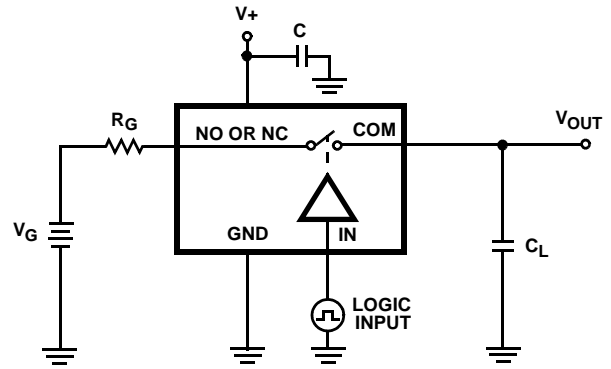 V+
C
RG
NO OR NC
COM
VOUT
VG
GND
IN
CL
LOGIC
INPUT